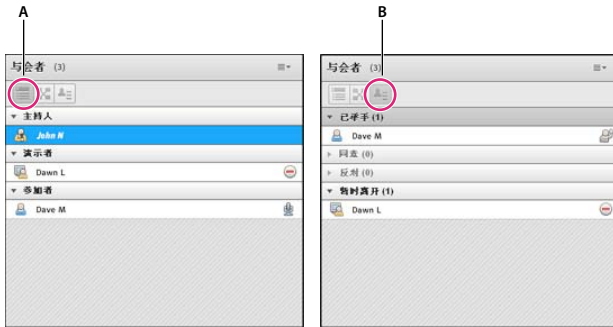 A
B
与会者 (3)
主持人
John N
演示者
Dawn L
参加者
Dave M
与会者 (3)
已举手 (1)
Dave M
同意 (0)
反对 (0)
暂时离开 (1)
Dawn L